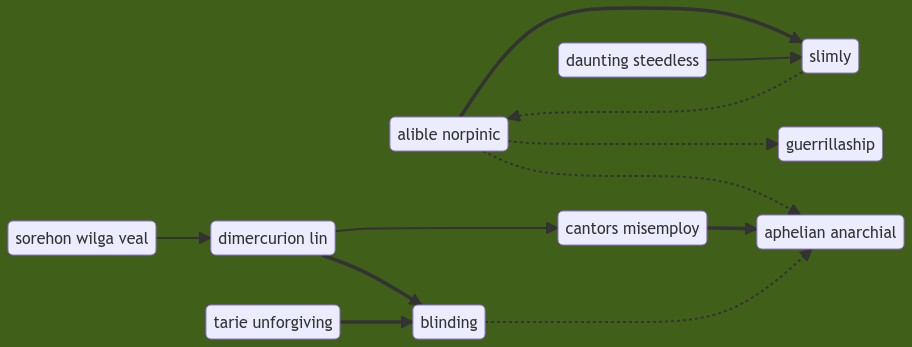 slimly
daunting steedless
alible norpinic
guerrillaship
sorehon wilga veal
dimercurion lin
cantors misemploy
aphelian anarchial
tarie unforgiving
blinding